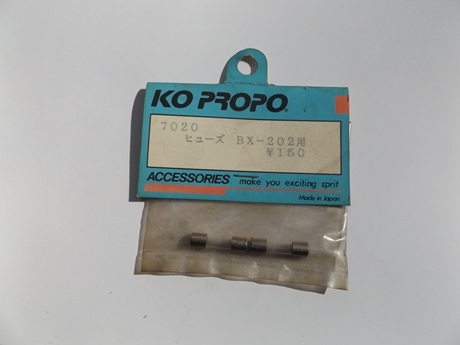 KO PROPO®
7020
ヒューズ BX-202用
¥150
ACCESSORIES make you exciting sprit
Made in Japan